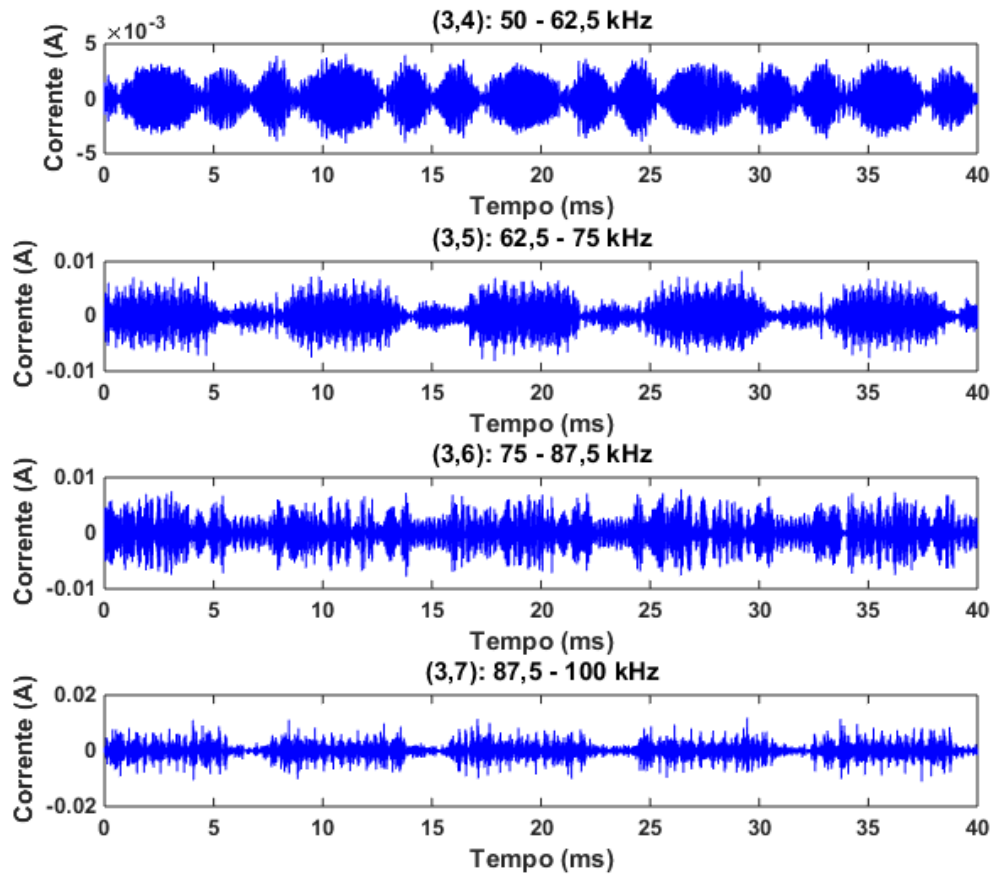 (3,4): 50 - 62,5 kHz
×10⁻³
Corrente (A)
5
0
-5
0 5 10 15 20 25 30 35 40
Tempo (ms)
(3,5): 62,5 - 75 kHz
Corrente (A)
0.01
0
-0.01
0 5 10 15 20 25 30 35 40
Tempo (ms)
(3,6): 75 - 87,5 kHz
Corrente (A)
0.01
0
-0.01
0 5 10 15 20 25 30 35 40
Tempo (ms)
(3,7): 87,5 - 100 kHz
Corrente (A)
0.02
0
-0.02
0 5 10 15 20 25 30 35 40
Tempo (ms)